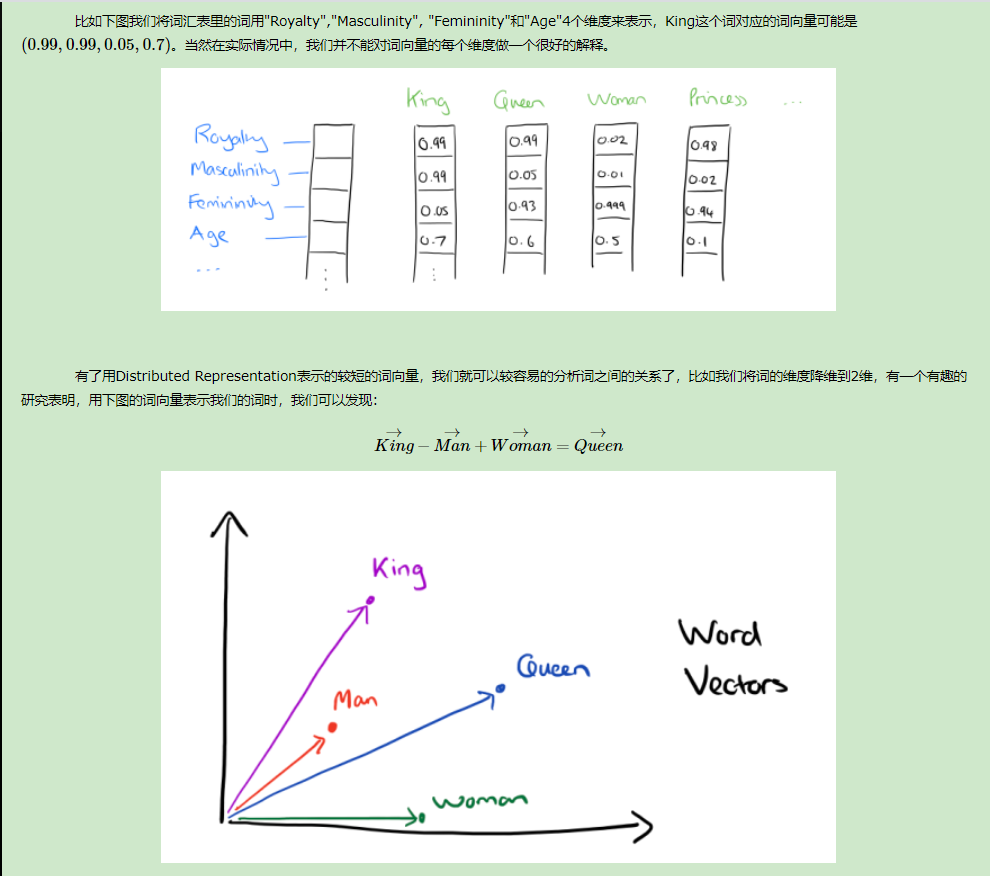 比如下图我们将词汇表里的词用"Royalty","Masculinity", "Femininity"和"Age"4个维度来表示，King这个词对应的词向量可能是
(0.99, 0.99, 0.05, 0.7)。当然在实际情况中，我们并不能对词向量的每个维度做一个很好的解释。
King Queen Woman Princess ...
Royalty 0.99 0.99 0.02 0.98
Masculinity 0.99 0.05 0.01 0.02
Femininity 0.05 0.93 0.999 0.94
Age 0.7 0.6 0.5 0.1
...
有了用Distributed Representation表示的较短的词向量，我们就可以较容易的分析词之间的关系了，比如我们将词的维度降维到2维，有一个有趣的
研究表明，用下图的词向量表示我们的词时，我们可以发现：
King − Man + Woman = Queen
King
Word
Queen
Vectors
Man
Woman